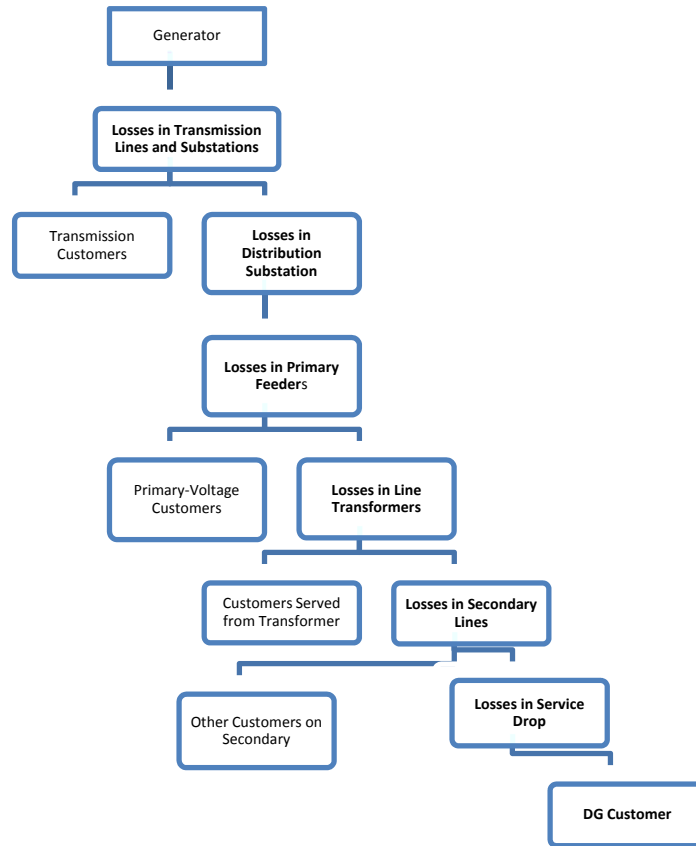 Generator
Losses in Transmission
Lines and Substations
Transmission
Customers
Losses in
Distribution
Substation
Losses in Primary
Feeders
Primary-Voltage
Customers
Losses in Line
Transformers
Customers Served
from Transformer
Losses in Secondary
Lines
Other Customers on
Secondary
Losses in Service
Drop
DG Customer